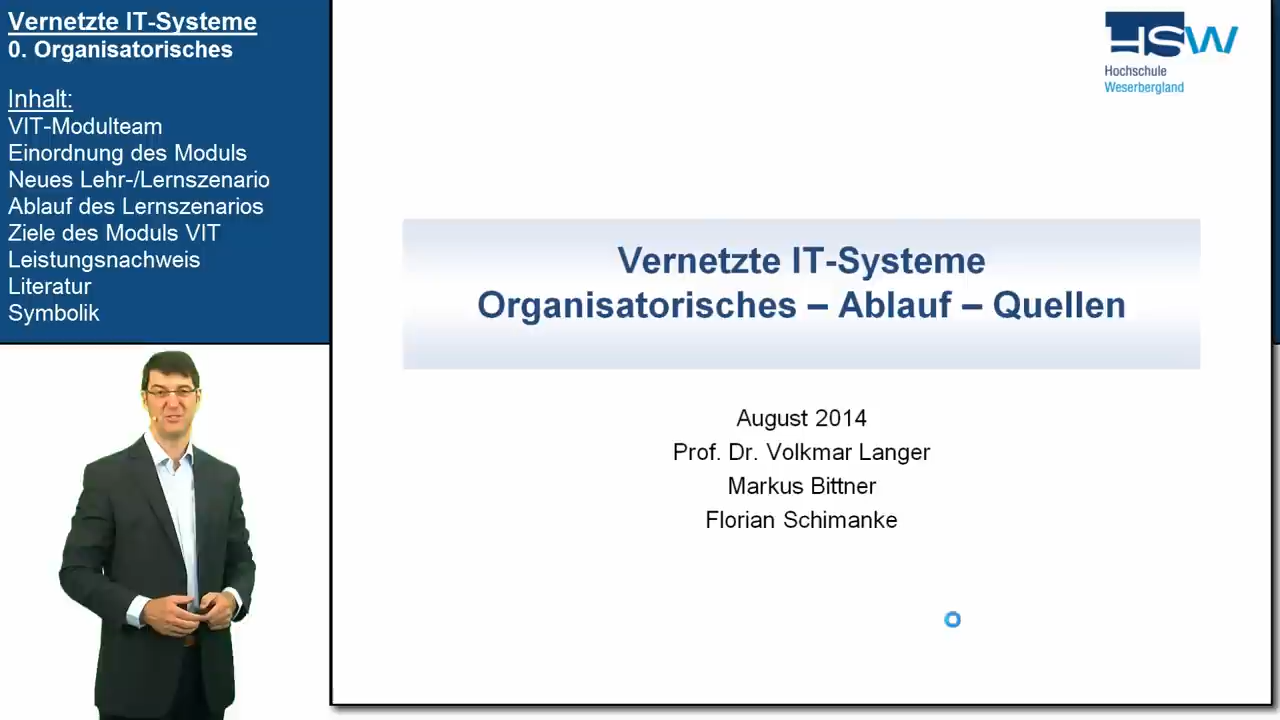 Vernetzte IT-Systeme
0. Organisatorisches
Inhalt:
VIT-Modulteam
Einordnung des Moduls
Neues Lehr-/Lernszenario
Ablauf des Lernszenarios
Ziele des Moduls VIT
Leistungsnachweis
Literatur
Symbolik
HSW
Hochschule
Weserbergland
Vernetzte IT-Systeme
Organisatorisches – Ablauf – Quellen
August 2014
Prof. Dr. Volkmar Langer
Markus Bittner
Florian Schimanke